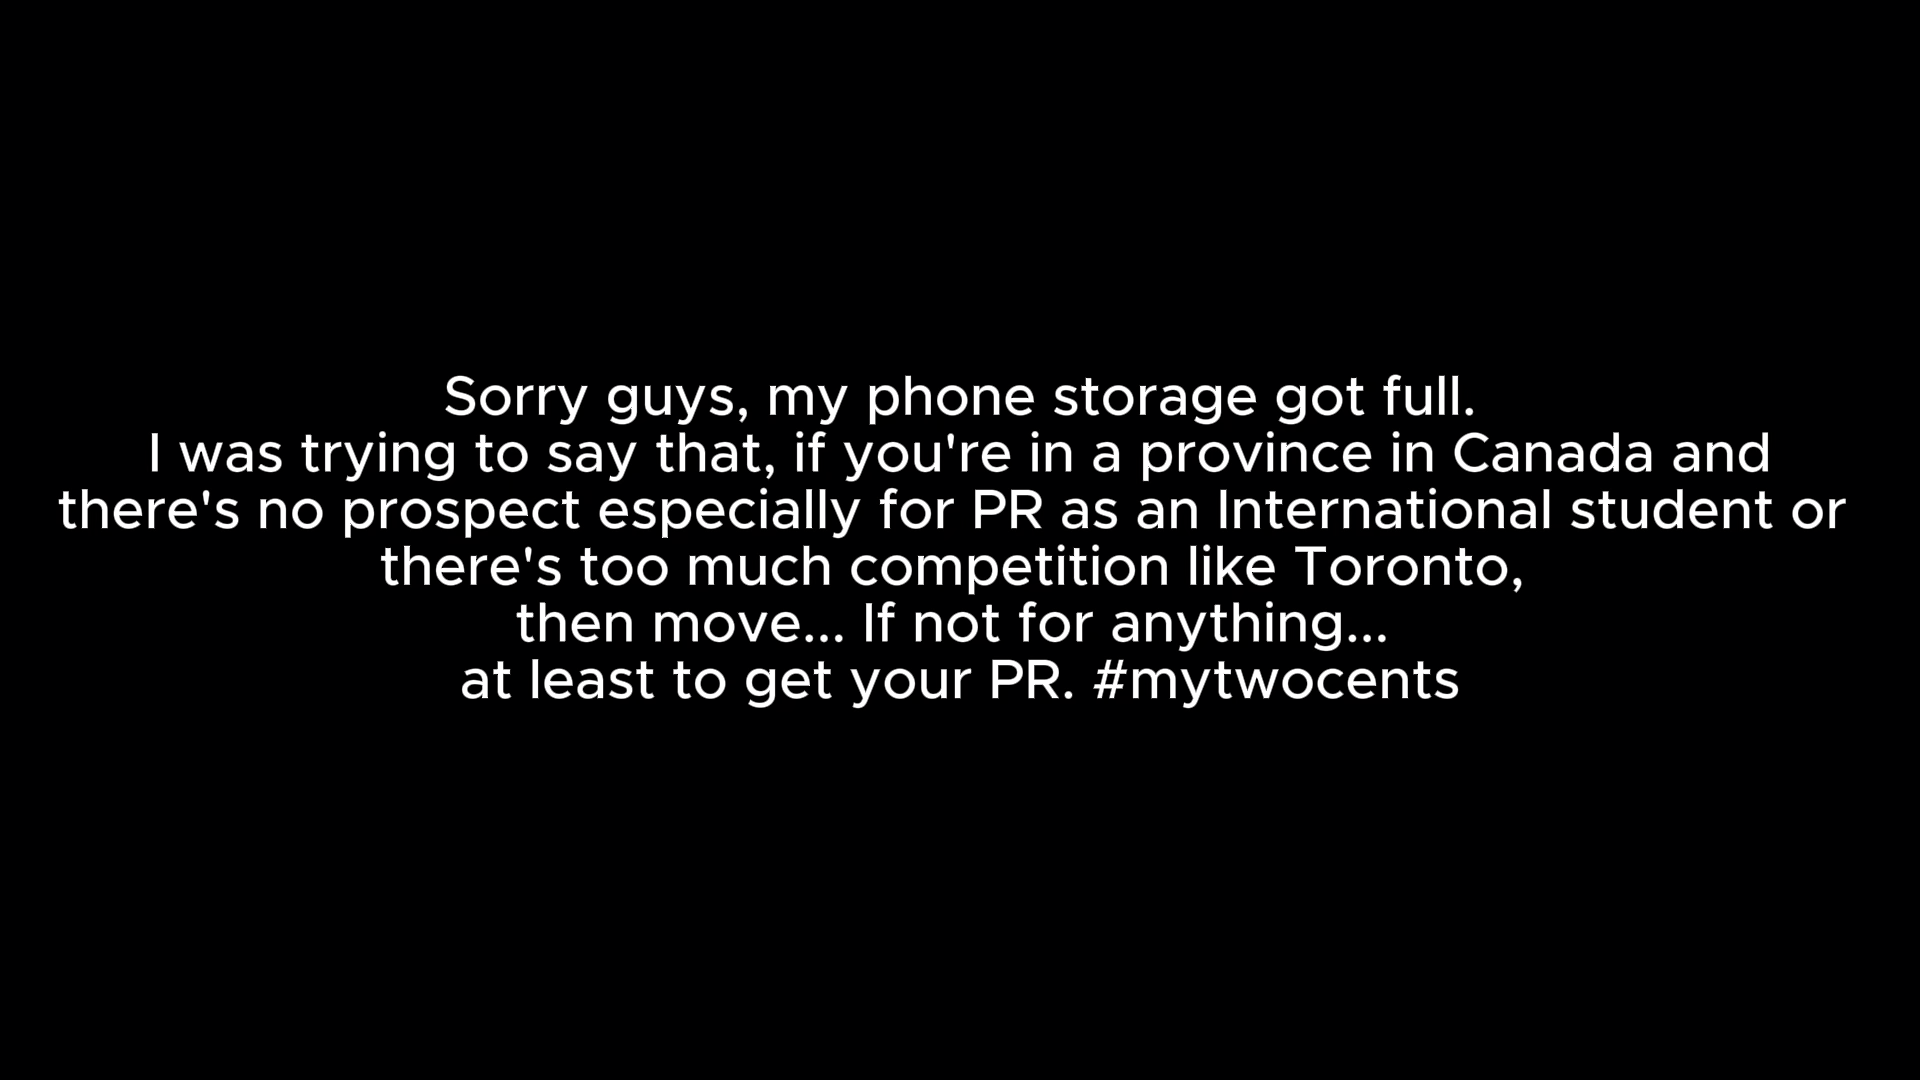 Sorry guys, my phone storage got full.
I was trying to say that, if you're in a province in Canada and
there's no prospect especially for PR as an International student or
there's too much competition like Toronto,
then move... If not for anything...
at least to get your PR. #mytwocents